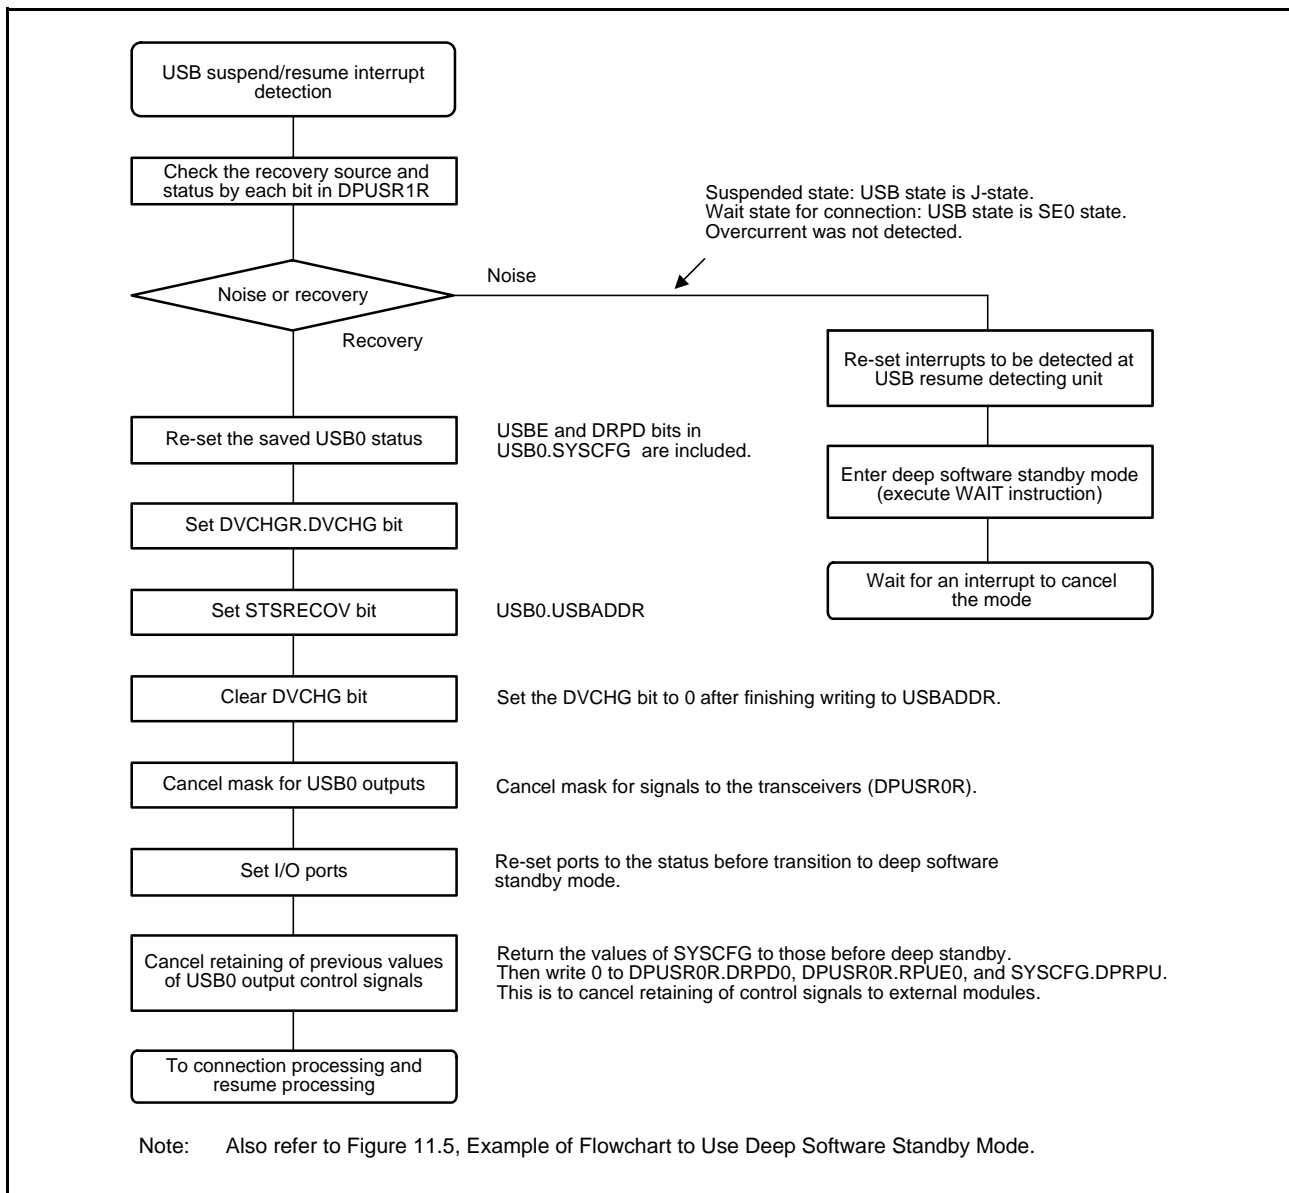 USB suspend/resume interrupt
detection
Check the recovery source and
status by each bit in DPUSR1R
Suspended state: USB state is J-state.
Wait state for connection: USB state is SE0 state.
Overcurrent was not detected.
Noise or recovery
Noise
Recovery
Re-set interrupts to be detected at
USB resume detecting unit
Enter deep software standby mode
(execute WAIT instruction)
Wait for an interrupt to cancel
the mode
Re-set the saved USB0 status
USBE and DRPD bits in
USB0.SYSCFG are included.
Set DVCHGR.DVCHG bit
Set STSRECOV bit
USB0.USBADDR
Clear DVCHG bit
Set the DVCHG bit to 0 after finishing writing to USBADDR.
Cancel mask for USB0 outputs
Cancel mask for signals to the transceivers (DPUSR0R).
Set I/O ports
Re-set ports to the status before transition to deep software
standby mode.
Cancel retaining of previous values
of USB0 output control signals
Return the values of SYSCFG to those before deep standby.
Then write 0 to DPUSR0R.DRPD0, DPUSR0R.RPUE0, and SYSCFG.DPRPU.
This is to cancel retaining of control signals to external modules.
To connection processing and
resume processing
Note: Also refer to Figure 11.5, Example of Flowchart to Use Deep Software Standby Mode.